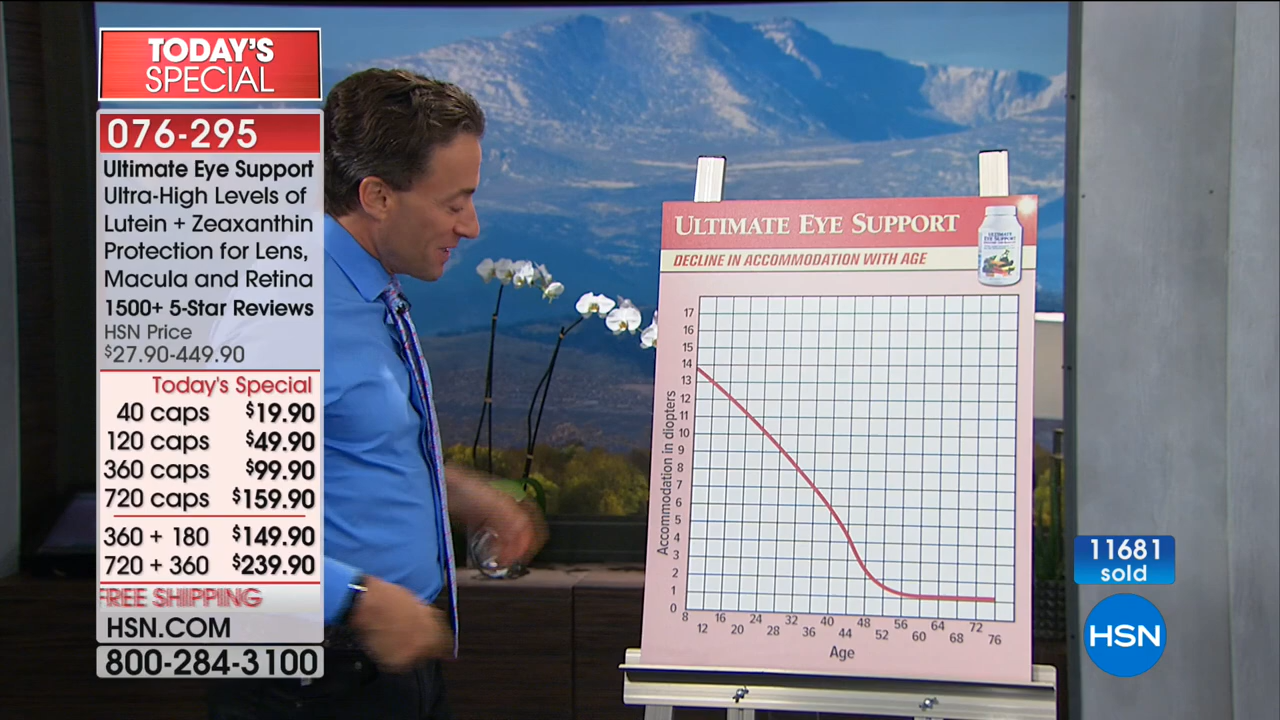 TODAY'S
SPECIAL
076-295
Ultimate Eye Support
Ultra-High Levels of
Lutein + Zeaxanthin
Protection for Lens,
Macula and Retina
1500+ 5-Star Reviews
HSN Price
$27.90-449.90
Today's Special
40 caps $19.90
120 caps $49.90
360 caps $99.90
720 caps $159.90
360 + 180 $149.90
720 + 360 $239.90
FREE SHIPPING
HSN.COM
800-284-3100
ULTIMATE EYE SUPPORT
DECLINE IN ACCOMMODATION WITH AGE
ULTIMATE
EYE SUPPORT
Accommodation in diopters
17
16
15
14
13
12
11
10
9
8
7
6
5
4
3
2
1
0
8 16 24 32 40 48 56 64 72
12 20 28 36 44 52 60 68 76
Age
11681
sold
HSN